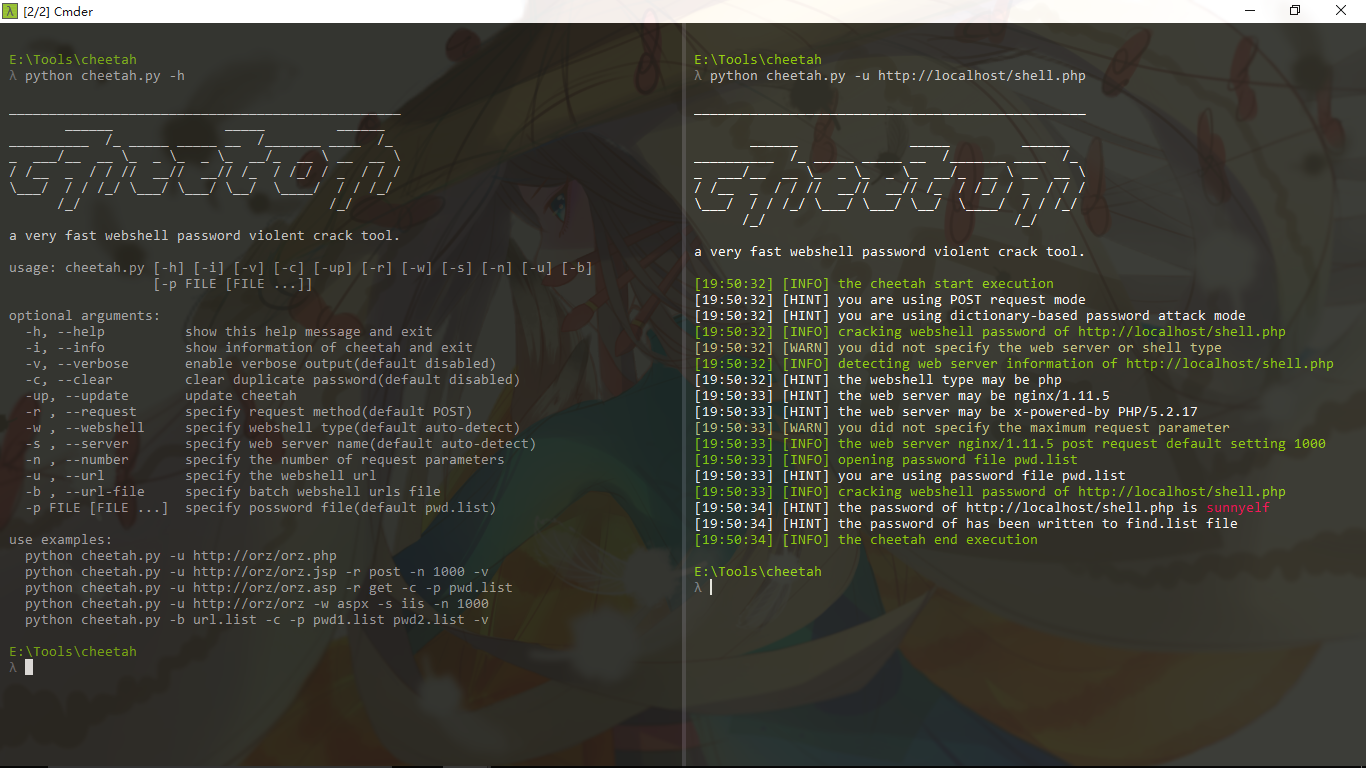 [2/2] Cmder
E:\Tools\cheetah
λ python cheetah.py -h
cheetah
a very fast webshell password violent crack tool.
usage: cheetah.py [-h] [-i] [-v] [-c] [-up] [-r] [-w] [-s] [-n] [-u] [-b]
[-p FILE [FILE ...]]
optional arguments:
-h, --help show this help message and exit
-i, --info show information of cheetah and exit
-v, --verbose enable verbose output(default disabled)
-c, --clear clear duplicate password(default disabled)
-up, --update update cheetah
-r , --request specify request method(default POST)
-w , --webshell specify webshell type(default auto-detect)
-s , --server specify web server name(default auto-detect)
-n , --number specify the number of request parameters
-u , --url specify the webshell url
-b , --url-file specify batch webshell urls file
-p FILE [FILE ...] specify possword file(default pwd.list)
use examples:
python cheetah.py -u http://orz/orz.php
python cheetah.py -u http://orz/orz.jsp -r post -n 1000 -v
python cheetah.py -u http://orz/orz.asp -r get -c -p pwd.list
python cheetah.py -u http://orz/orz -w aspx -s iis -n 1000
python cheetah.py -b url.list -c -p pwd1.list pwd2.list -v
E:\Tools\cheetah
λ
E:\Tools\cheetah
λ python cheetah.py -u http://localhost/shell.php
cheetah
a very fast webshell password violent crack tool.
[19:50:32] [INFO] the cheetah start execution
[19:50:32] [HINT] you are using POST request mode
[19:50:32] [HINT] you are using dictionary-based password attack mode
[19:50:32] [INFO] cracking webshell password of http://localhost/shell.php
[19:50:32] [WARN] you did not specify the web server or shell type
[19:50:32] [INFO] detecting web server information of http://localhost/shell.php
[19:50:32] [HINT] the webshell type may be php
[19:50:33] [HINT] the web server may be nginx/1.11.5
[19:50:33] [HINT] the web server may be x-powered-by PHP/5.2.17
[19:50:33] [WARN] you did not specify the maximum request parameter
[19:50:33] [INFO] the web server nginx/1.11.5 post request default setting 1000
[19:50:33] [INFO] opening password file pwd.list
[19:50:33] [HINT] you are using password file pwd.list
[19:50:33] [INFO] cracking webshell password of http://localhost/shell.php
[19:50:34] [HINT] the password of http://localhost/shell.php is sunnyelf
[19:50:34] [HINT] the password of has been written to find.list file
[19:50:34] [INFO] the cheetah end execution
E:\Tools\cheetah
λ